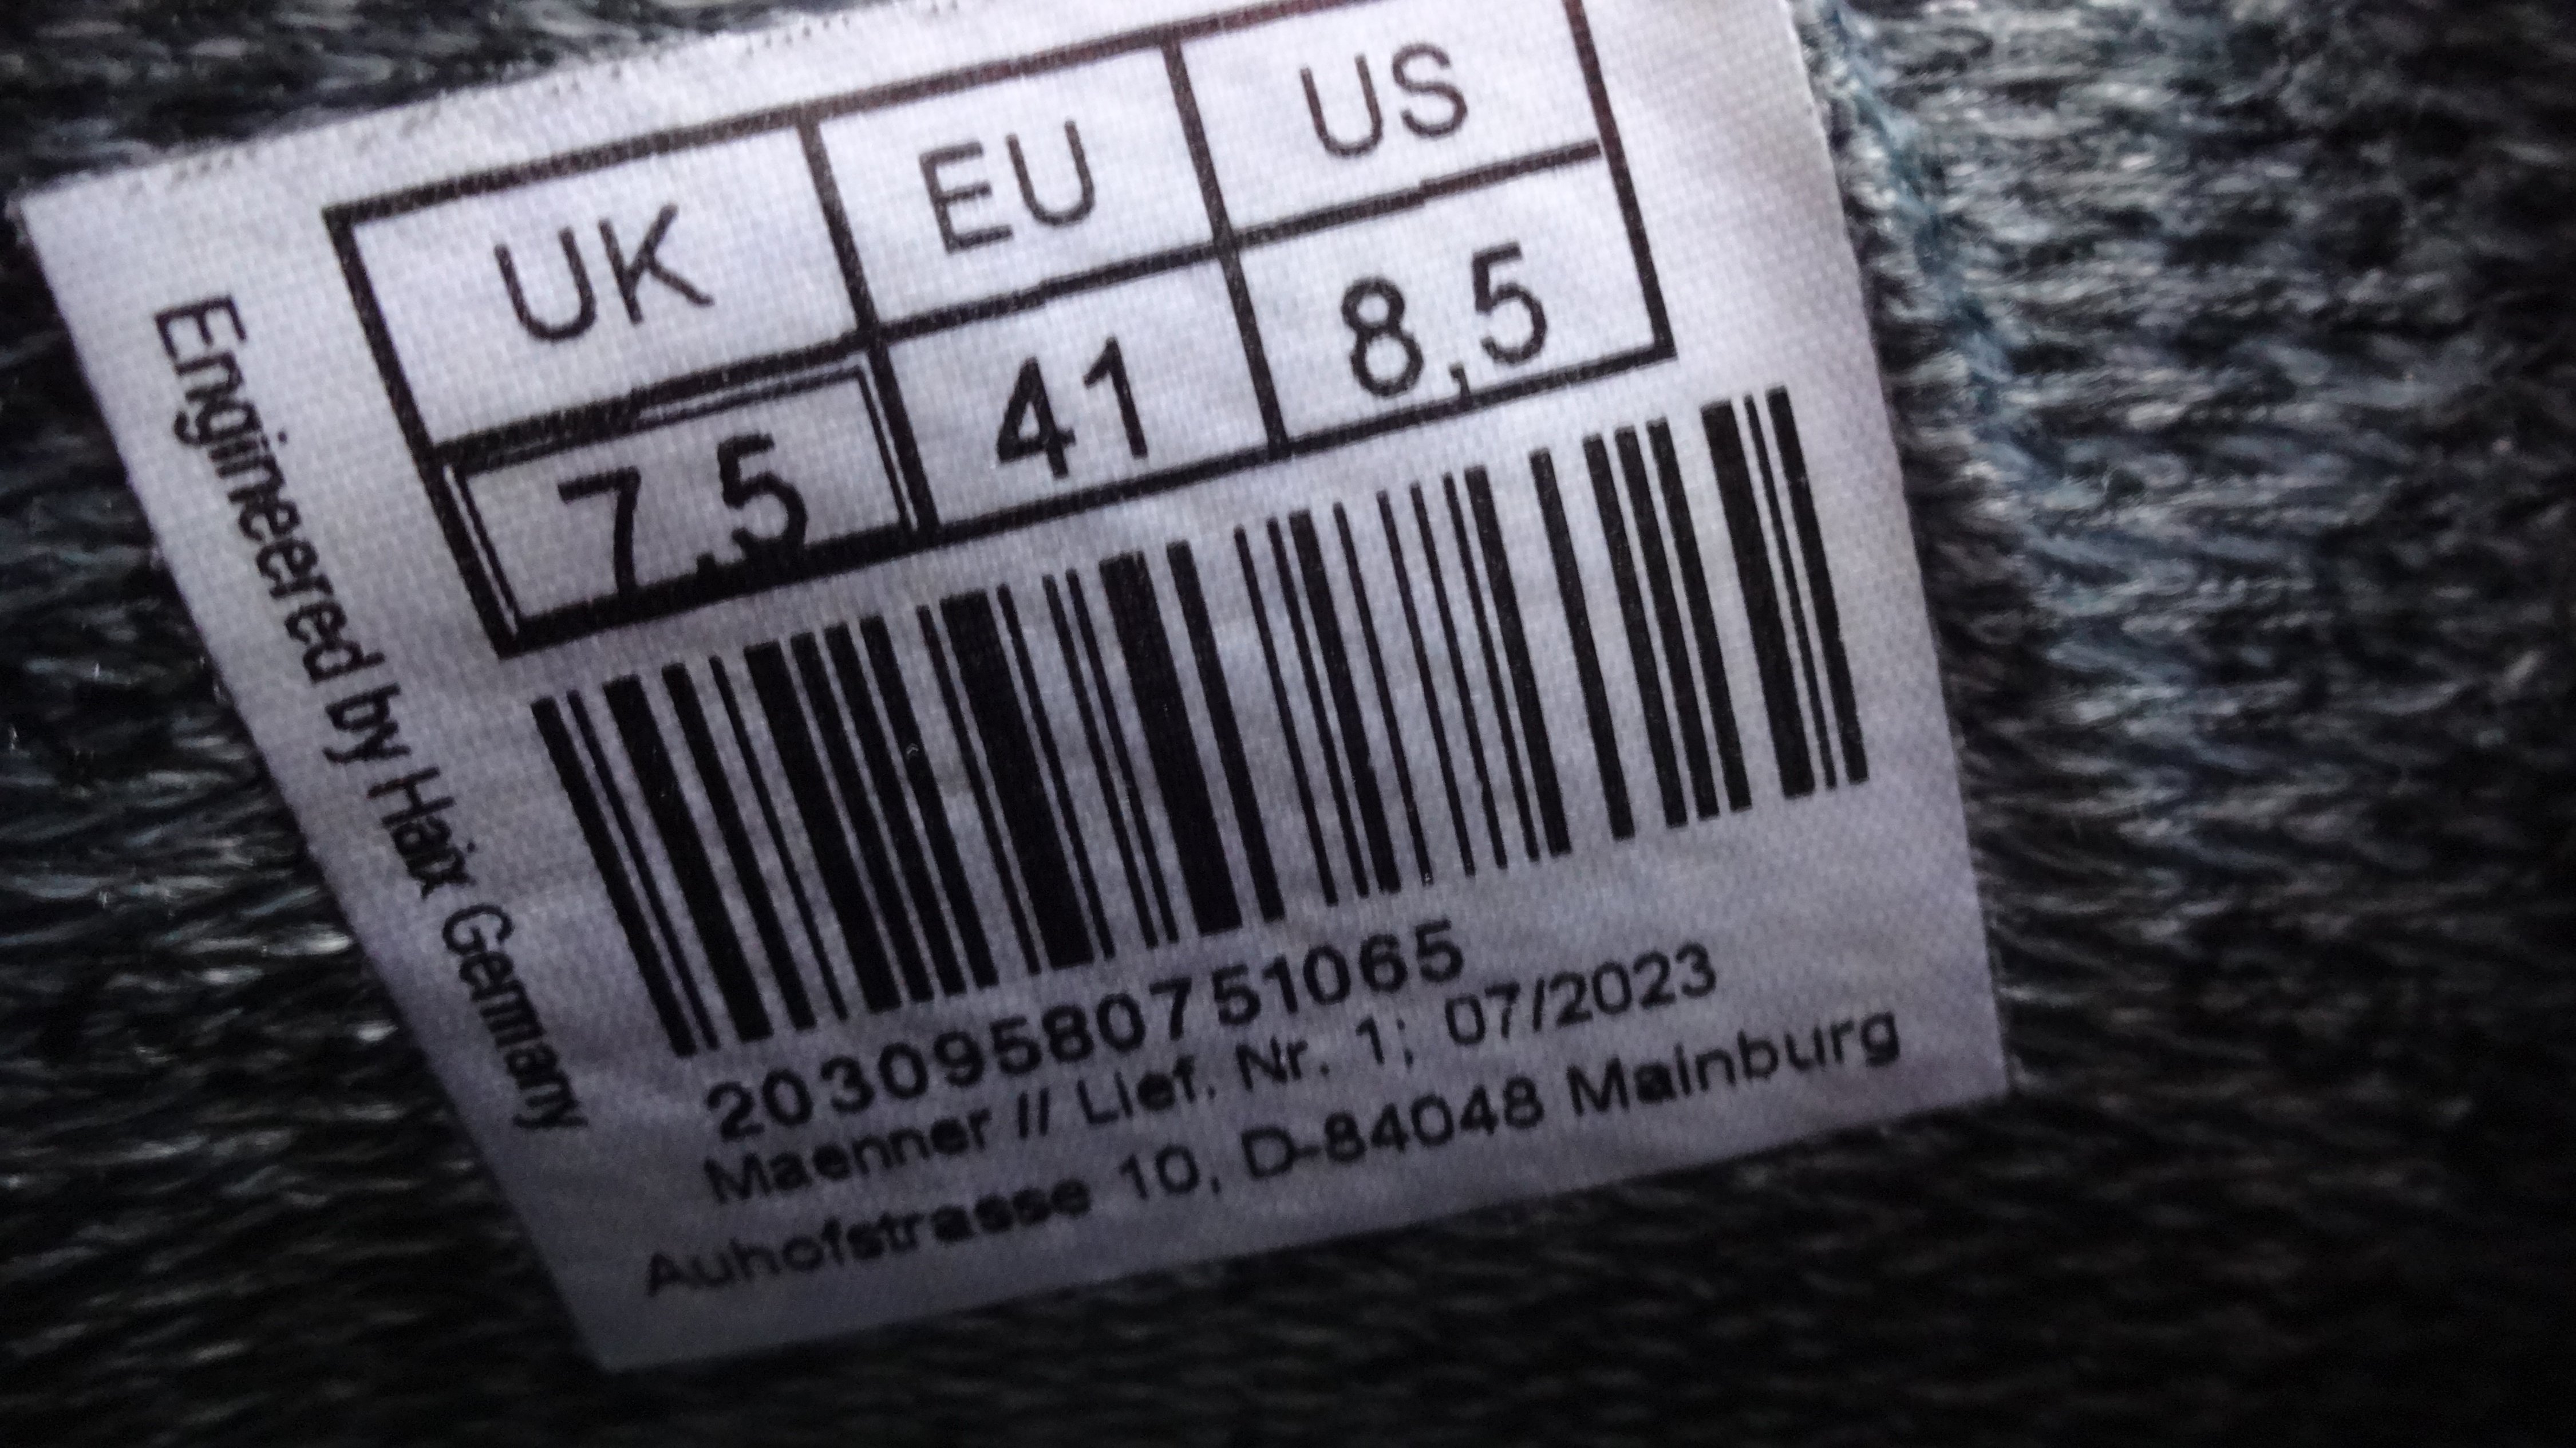 UK EU US
7.5 41 8,5
Engineered by Haix Germany
2030958075​1065
Maenner // Lief. Nr. 1; 07/2023
Auhofstrasse 10, D-84048 Mainburg